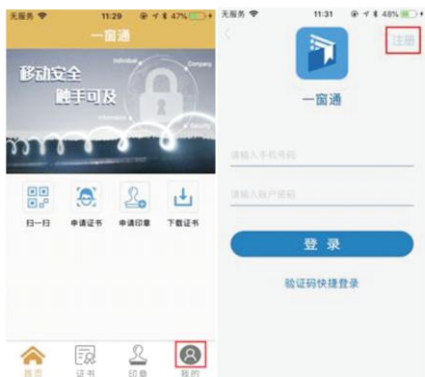 无服务 11:29 47%
一窗通
移动安全
触手可及
Individual
Company
Information
Security
扫一扫 申请证书 申请印章 下载证书
首页 证书 印章 我的
无服务 11:31 48%
注册
一窗通
请输入手机号码
请输入账户密码
登 录
验证码快捷登录